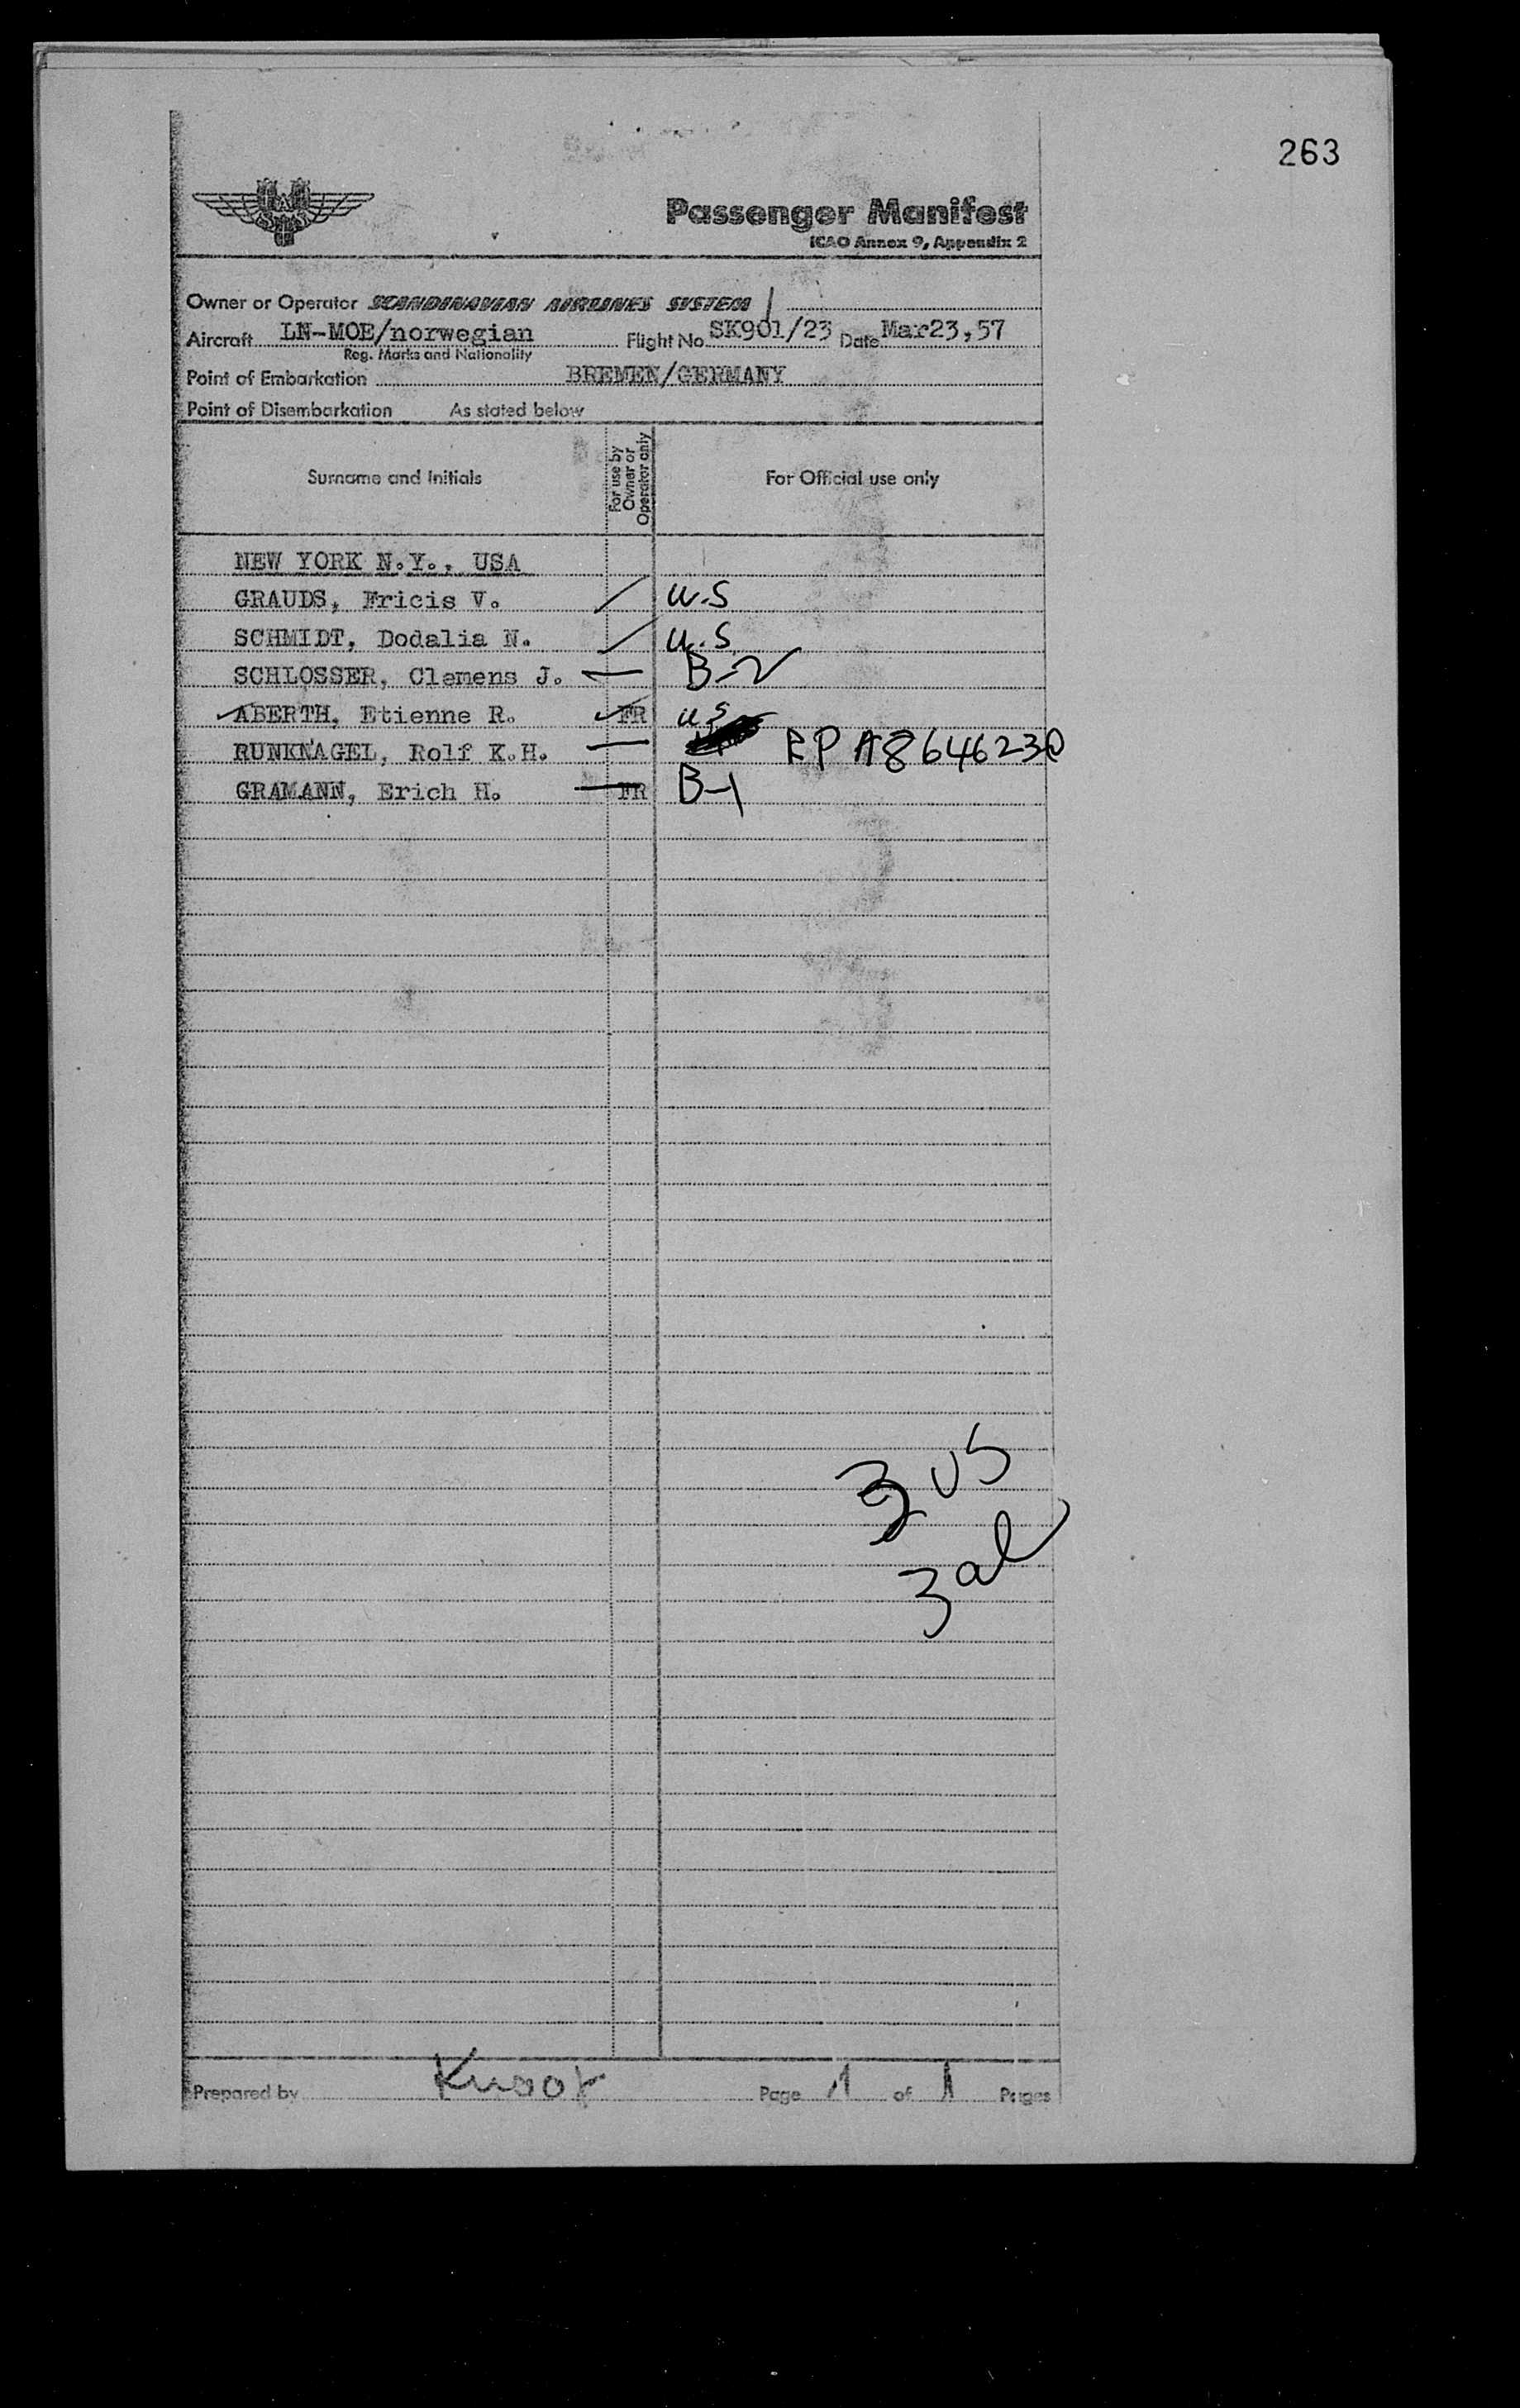 263
SAS
Passenger Manifest
ICAO Annex 9, Appendix 2
Owner or Operator SCANDINAVIAN AIRLINES SYSTEM
Aircraft LN-MOE/norwegian Flight No SK901/23 Date Mar23,57
Reg. Marks and Nationality
Point of Embarkation BREMEN/GERMANY
Point of Disembarkation As stated below
Surname and Initials For use by Owner or Operator only For Official use only
NEW YORK N.Y., USA
GRAUDS, Fricis V. U.S
SCHMIDT, Dodalia N. U.S
SCHLOSSER, Clemens J. — B-2
ABERTH, Etienne R. FR U.S
RUNKNAGEL, Rolf K.H. — RP A8646230
GRAMANN, Erich H. — FR B-1
3 US
3 al
Prepared by Knoor Page 1 of 1 Pages